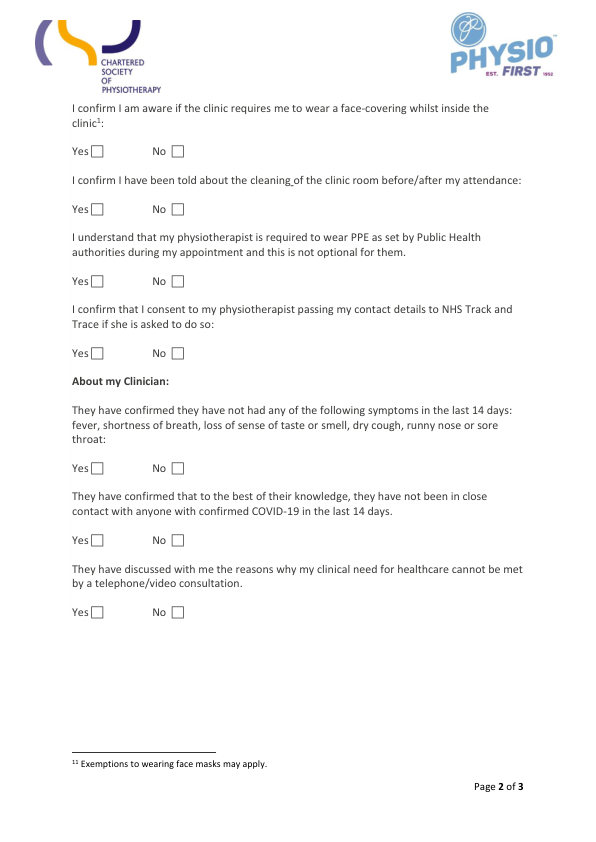 CHARTERED
SOCIETY
OF
PHYSIOTHERAPY
PHYSIO
EST. FIRST 1952
I confirm I am aware if the clinic requires me to wear a face-covering whilst inside the
clinic¹:
Yes☐ No ☐
I confirm I have been told about the cleaning of the clinic room before/after my attendance:
Yes☐ No ☐
I understand that my physiotherapist is required to wear PPE as set by Public Health
authorities during my appointment and this is not optional for them.
Yes☐ No ☐
I confirm that I consent to my physiotherapist passing my contact details to NHS Track and
Trace if she is asked to do so:
Yes☐ No ☐
About my Clinician:
They have confirmed they have not had any of the following symptoms in the last 14 days:
fever, shortness of breath, loss of sense of taste or smell, dry cough, runny nose or sore
throat:
Yes☐ No ☐
They have confirmed that to the best of their knowledge, they have not been in close
contact with anyone with confirmed COVID-19 in the last 14 days.
Yes☐ No ☐
They have discussed with me the reasons why my clinical need for healthcare cannot be met
by a telephone/video consultation.
Yes☐ No ☐
¹¹ Exemptions to wearing face masks may apply.
Page 2 of 3